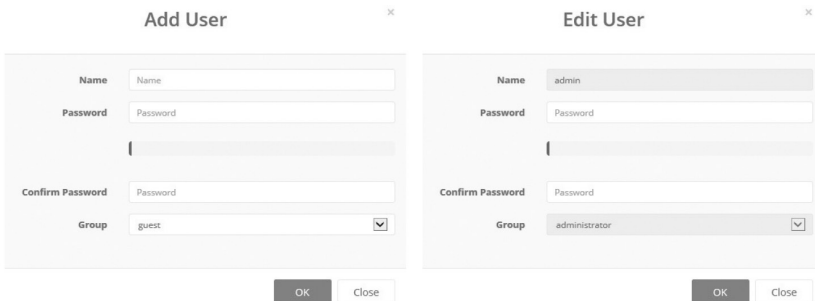 Add User
×
Name
Name
Password
Password
Confirm Password
Password
Group
guest
OK
Close
Edit User
×
Name
admin
Password
Password
Confirm Password
Password
Group
administrator
OK
Close